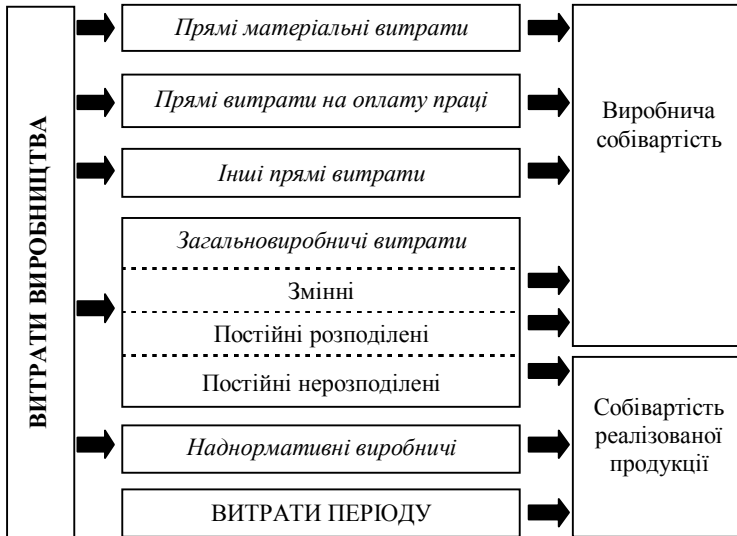 ВИТРАТИ ВИРОБНИЦТВА
Прямі матеріальні витрати
Прямі витрати на оплату праці
Інші прямі витрати
Загальновиробничі витрати
Змінні
Постійні розподілені
Постійні нерозподілені
Наднормативні виробничі
ВИТРАТИ ПЕРІОДУ
Виробнича
собівартість
Собівартість
реалізованої
продукції